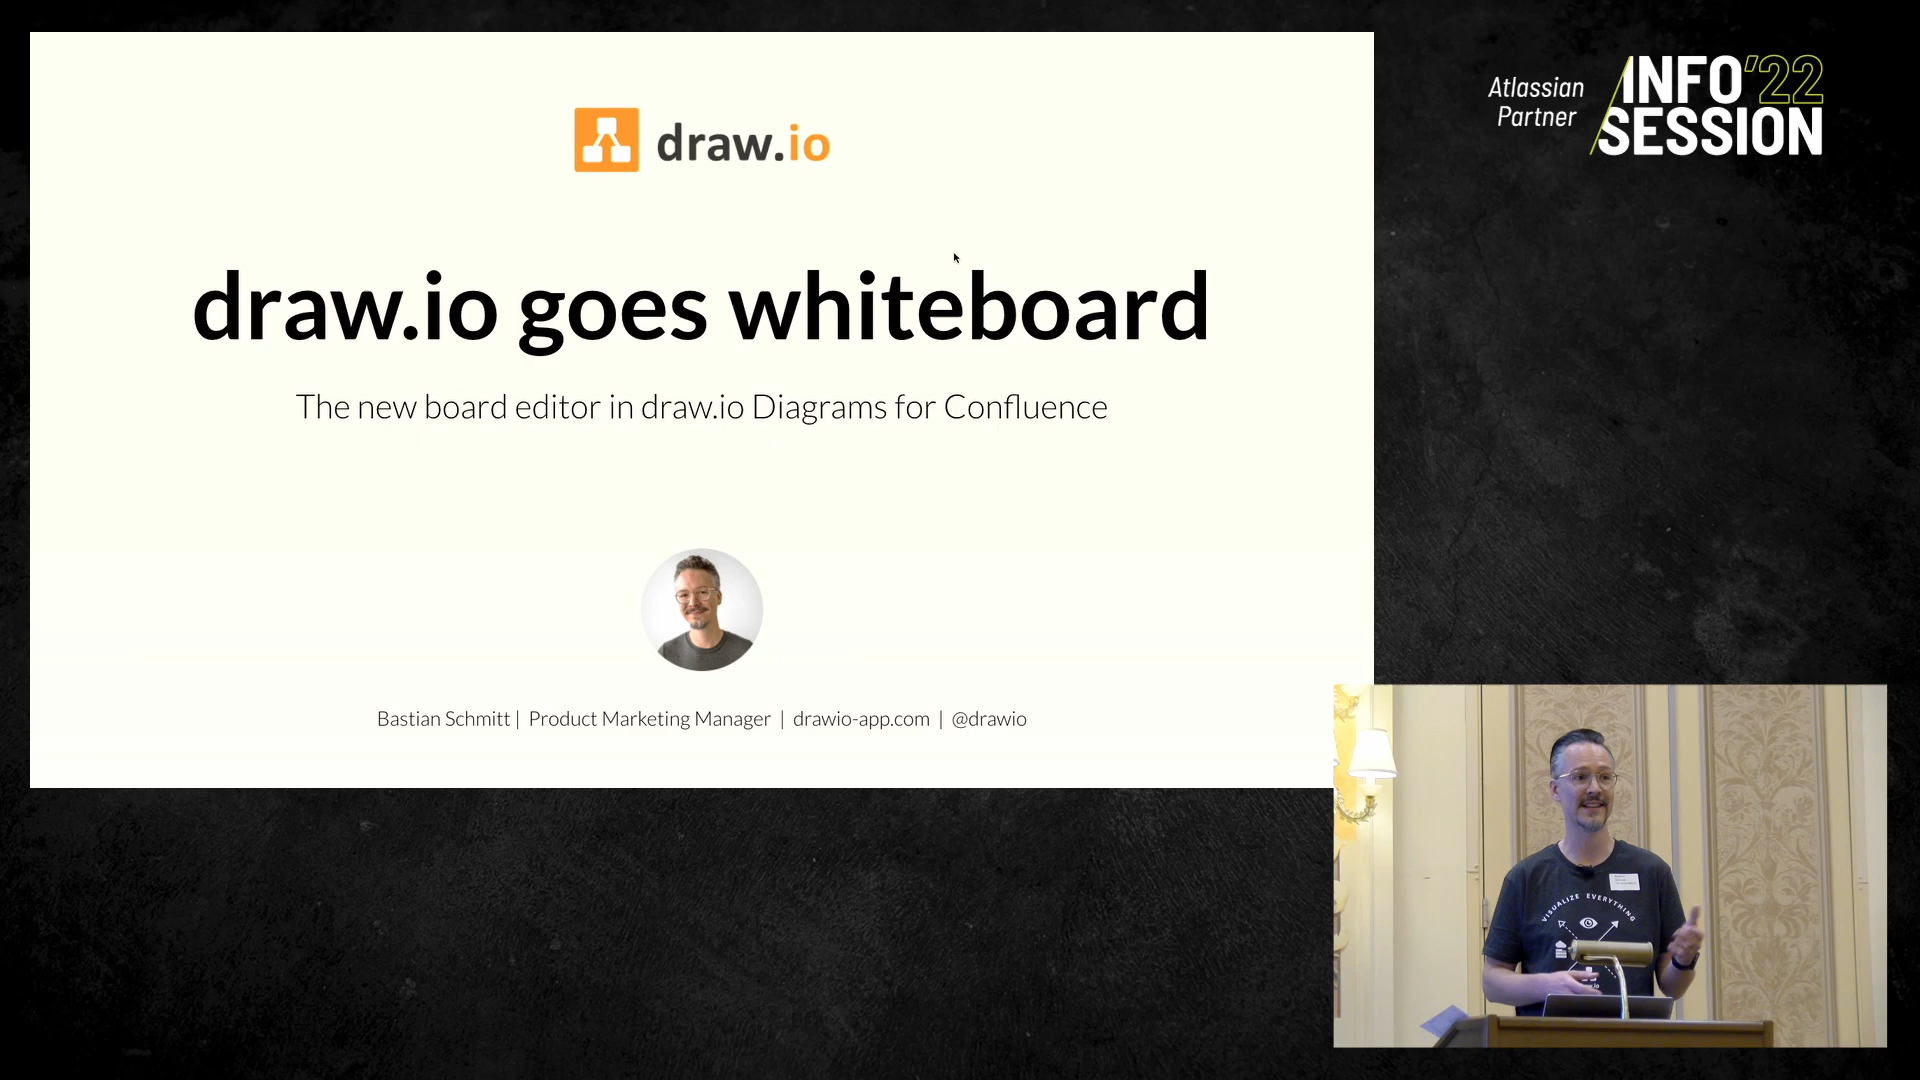 draw.io
draw.io goes whiteboard
The new board editor in draw.io Diagrams for Confluence
Bastian Schmitt | Product Marketing Manager | drawio-app.com | @drawio
Atlassian
Partner
INFO'22
SESSION
VISUALIZE EVERYTHING